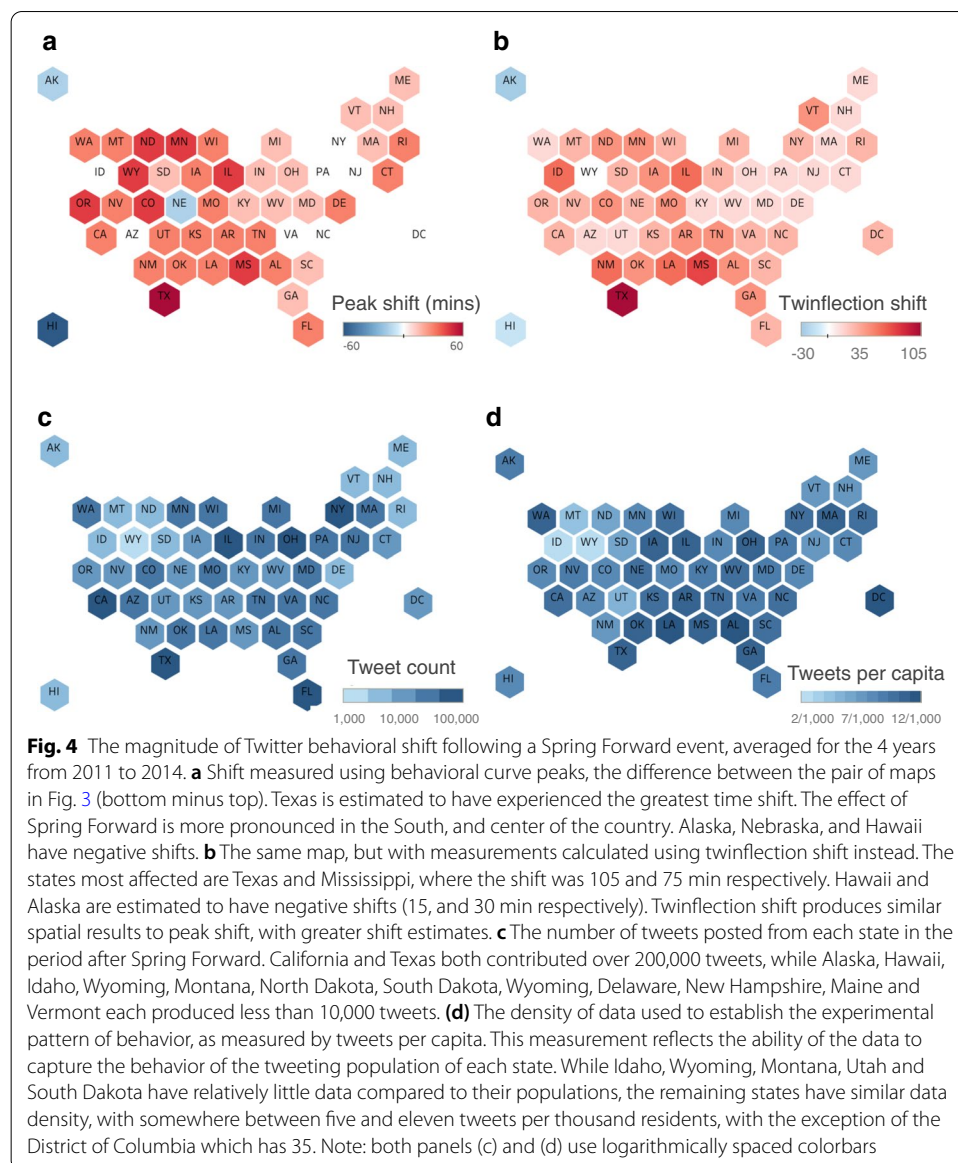 a
b
AK
ME
VT NH
WA MT ND MN WI MI NY MA RI
ID WY SD IA IL IN OH PA NJ CT
OR NV CO NE MO KY WV MD DE
CA AZ UT KS AR TN VA NC DC
NM OK LA MS AL SC
TX GA
HI FL
Peak shift (mins)
-60 60
AK
ME
VT NH
WA MT ND MN WI MI NY MA RI
ID WY SD IA IL IN OH PA NJ CT
OR NV CO NE MO KY WV MD DE
CA AZ UT KS AR TN VA NC DC
NM OK LA MS AL SC
TX GA
HI FL
Twinflection shift
-30 35 105
c
d
AK
ME
VT NH
WA MT ND MN WI MI NY MA RI
ID WY SD IA IL IN OH PA NJ CT
OR NV CO NE MO KY WV MD DE
CA AZ UT KS AR TN VA NC DC
NM OK LA MS AL SC
TX GA
HI FL
Tweet count
1,000 10,000 100,000
AK
ME
VT NH
WA MT ND MN WI MI NY MA RI
ID WY SD IA IL IN OH PA NJ CT
OR NV CO NE MO KY WV MD DE
CA AZ UT KS AR TN VA NC DC
NM OK LA MS AL SC
TX GA
HI FL
Tweets per capita
2/1,000 7/1,000 12/1,000
Fig. 4 The magnitude of Twitter behavioral shift following a Spring Forward event, averaged for the 4 years
from 2011 to 2014. a Shift measured using behavioral curve peaks, the difference between the pair of maps
in Fig. 3 (bottom minus top). Texas is estimated to have experienced the greatest time shift. The effect of
Spring Forward is more pronounced in the South, and center of the country. Alaska, Nebraska, and Hawaii
have negative shifts. b The same map, but with measurements calculated using twinflection shift instead. The
states most affected are Texas and Mississippi, where the shift was 105 and 75 min respectively. Hawaii and
Alaska are estimated to have negative shifts (15, and 30 min respectively). Twinflection shift produces similar
spatial results to peak shift, with greater shift estimates. c The number of tweets posted from each state in the
period after Spring Forward. California and Texas both contributed over 200,000 tweets, while Alaska, Hawaii,
Idaho, Wyoming, Montana, North Dakota, South Dakota, Wyoming, Delaware, New Hampshire, Maine and
Vermont each produced less than 10,000 tweets. (d) The density of data used to establish the experimental
pattern of behavior, as measured by tweets per capita. This measurement reflects the ability of the data to
capture the behavior of the tweeting population of each state. While Idaho, Wyoming, Montana, Utah and
South Dakota have relatively little data compared to their populations, the remaining states have similar data
density, with somewhere between five and eleven tweets per thousand residents, with the exception of the
District of Columbia which has 35. Note: both panels (c) and (d) use logarithmically spaced colorbars